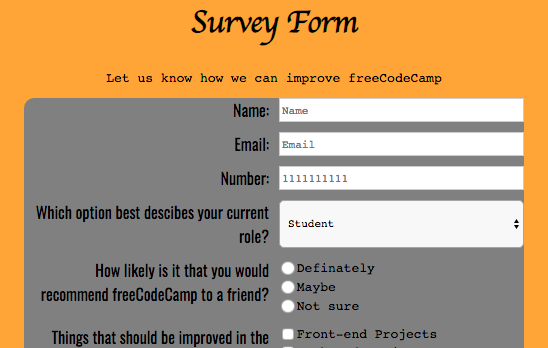 Survey Form
Let us know how we can improve freeCodeCamp
Name: Name
Email: Email
Number: 1111111111
Which option best descibes your current
role?
Student
How likely is it that you would
recommend freeCodeCamp to a friend?
Definately
Maybe
Not sure
Things that should be improved in the
Front-end Projects